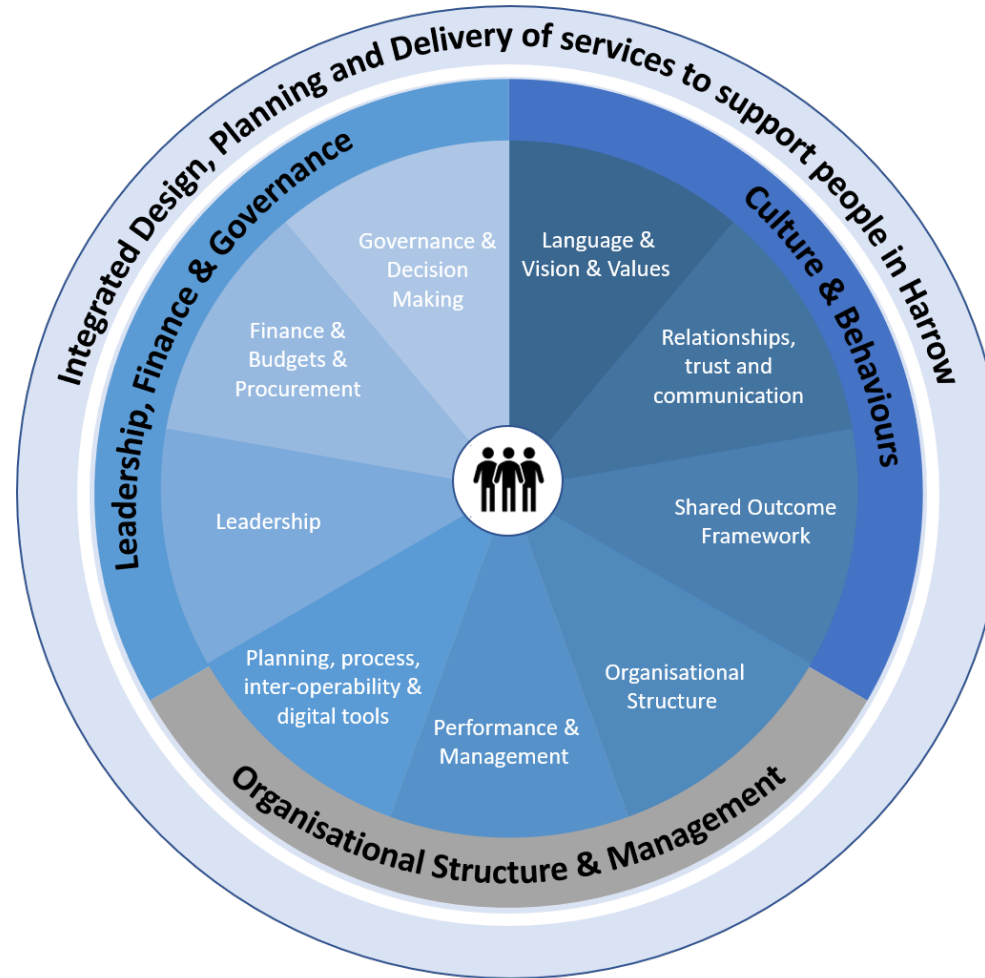 Integrated Design, Planning and Delivery of services to support people in Harrow
Leadership, Finance & Governance
Culture & Behaviours
Organisational Structure & Management
Governance &
Decision
Making
Language &
Vision & Values
Finance &
Budgets &
Procurement
Relationships,
trust and
communication
Leadership
Shared Outcome
Framework
Planning, process,
inter-operability &
digital tools
Performance &
Management
Organisational
Structure